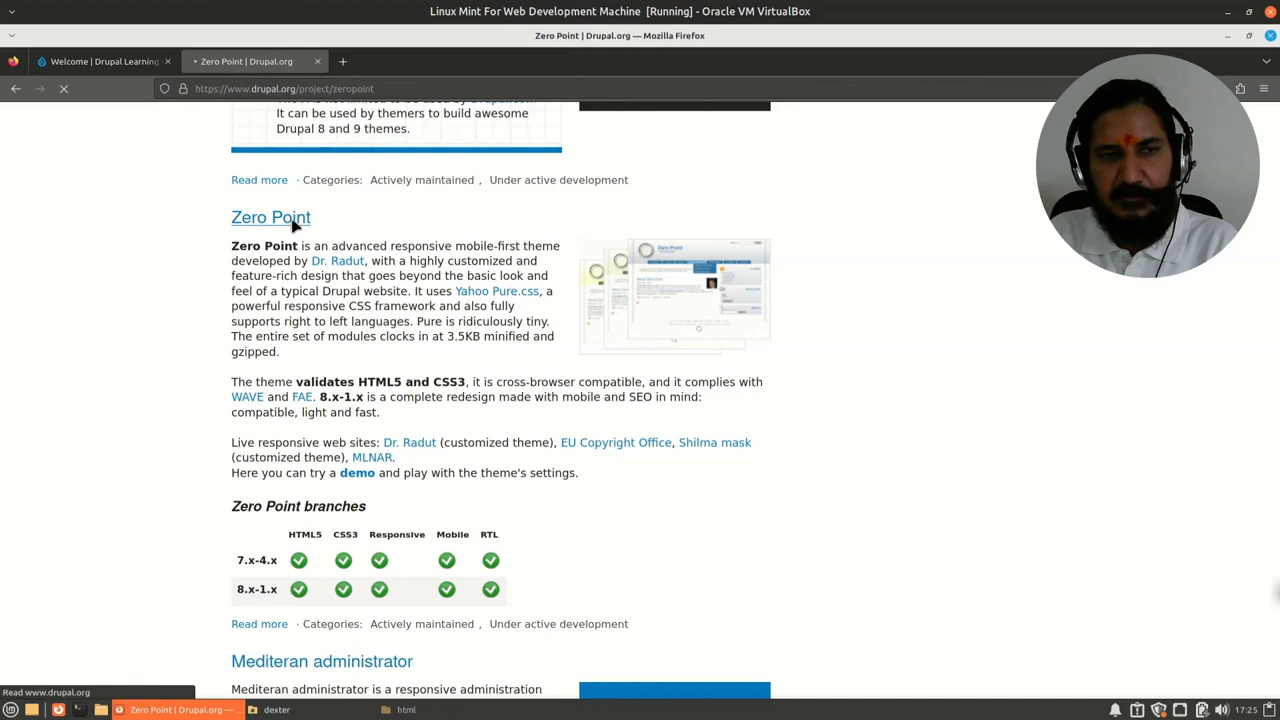 Linux Mint For Web Development Machine [Running] - Oracle VM VirtualBox
Zero Point | Drupal.org — Mozilla Firefox
Welcome | Drupal Learning
Zero Point | Drupal.org
https://www.drupal.org/project/zeropoint
It can be used by themers to build awesome
Drupal 8 and 9 themes.
Read more · Categories: Actively maintained , Under active development
Zero Point
Zero Point is an advanced responsive mobile-first theme
developed by Dr. Radut, with a highly customized and
feature-rich design that goes beyond the basic look and
feel of a typical Drupal website. It uses Yahoo Pure.css, a
powerful responsive CSS framework and also fully
supports right to left languages. Pure is ridiculously tiny.
The entire set of modules clocks in at 3.5KB minified and
gzipped.
The theme validates HTML5 and CSS3, it is cross-browser compatible, and it complies with
WAVE and FAE. 8.x-1.x is a complete redesign made with mobile and SEO in mind:
compatible, light and fast.
Live responsive web sites: Dr. Radut (customized theme), EU Copyright Office, Shilma mask
(customized theme), MLNAR.
Here you can try a demo and play with the theme's settings.
Zero Point branches
HTML5 CSS3 Responsive Mobile RTL
7.x-4.x
8.x-1.x
Read more · Categories: Actively maintained , Under active development
Mediteran administrator
Mediteran administrator is a responsive administration
Read www.drupal.org
Zero Point | Drupal.org — ...
dexter
html
17:25